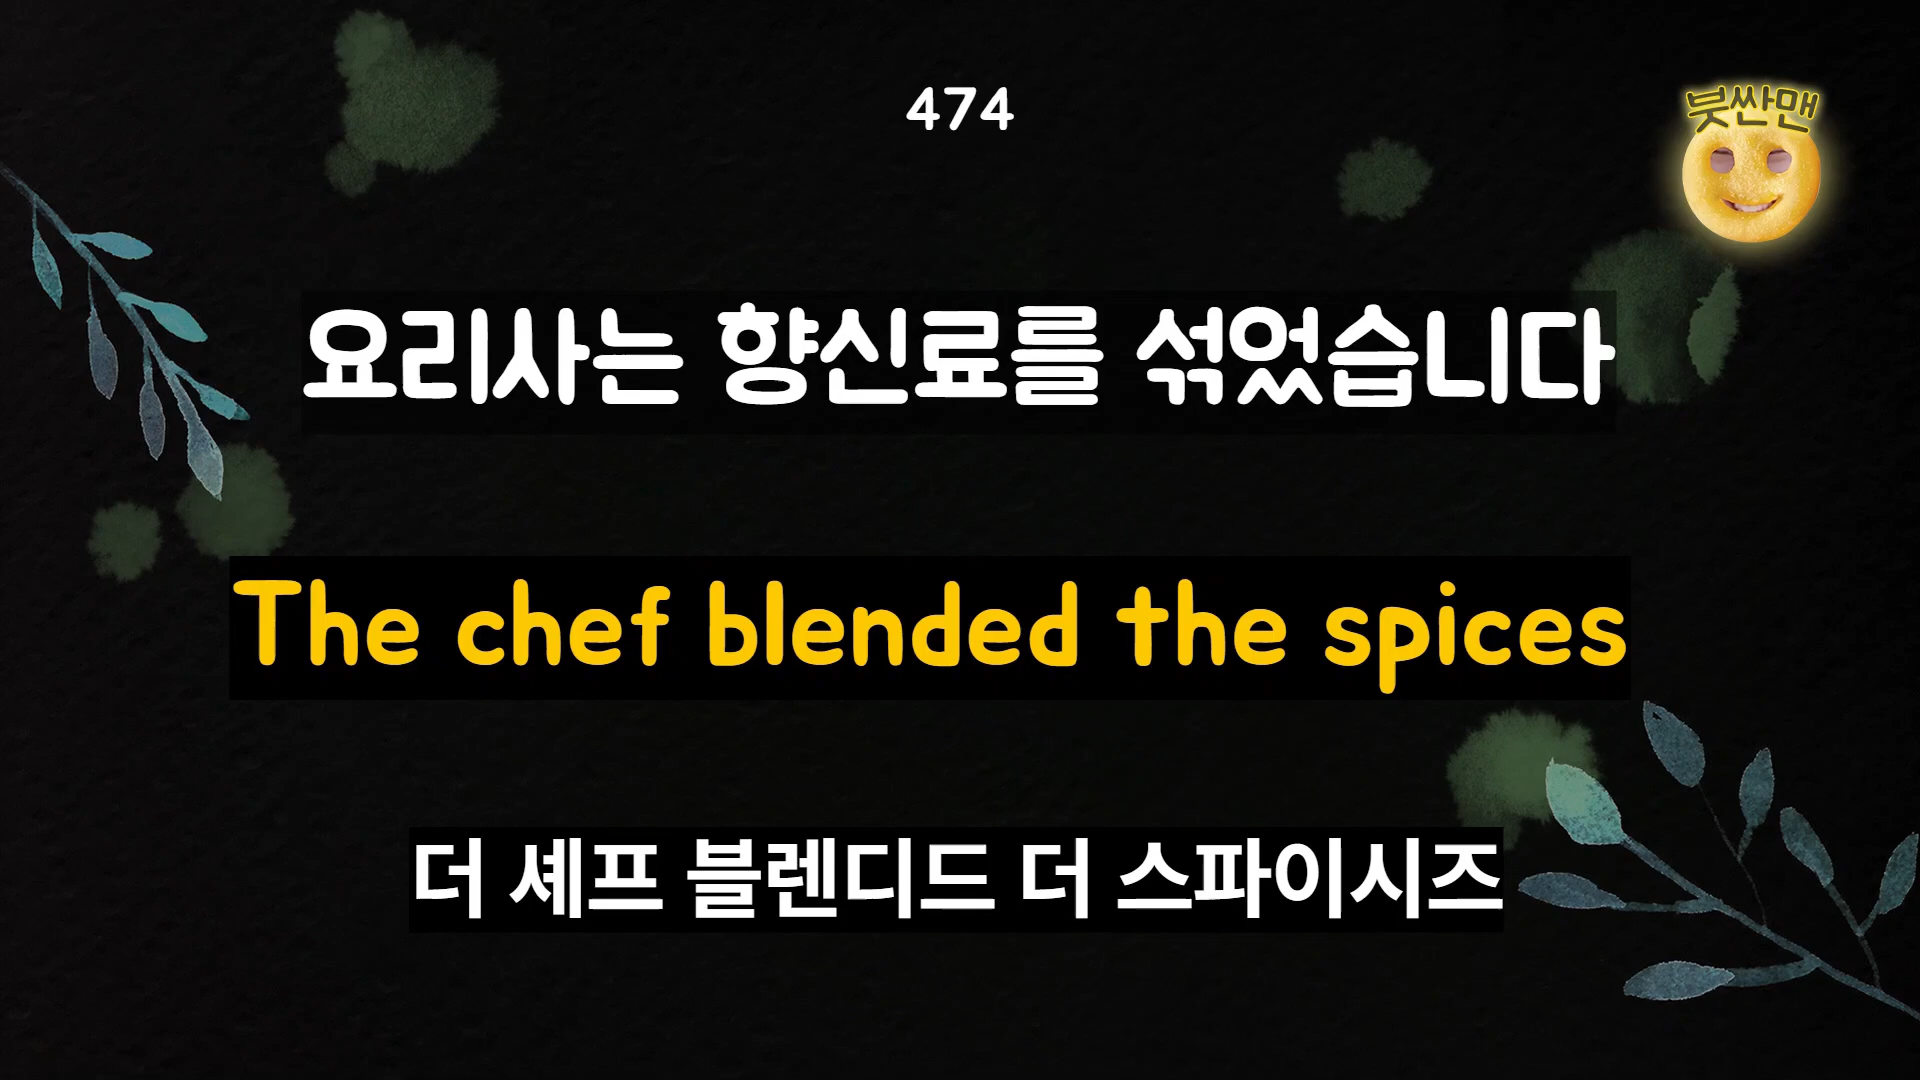 474
붓싼맨
요리사는 향신료를 섞었습니다
The chef blended the spices
더 셰프 블렌디드 더 스파이시즈